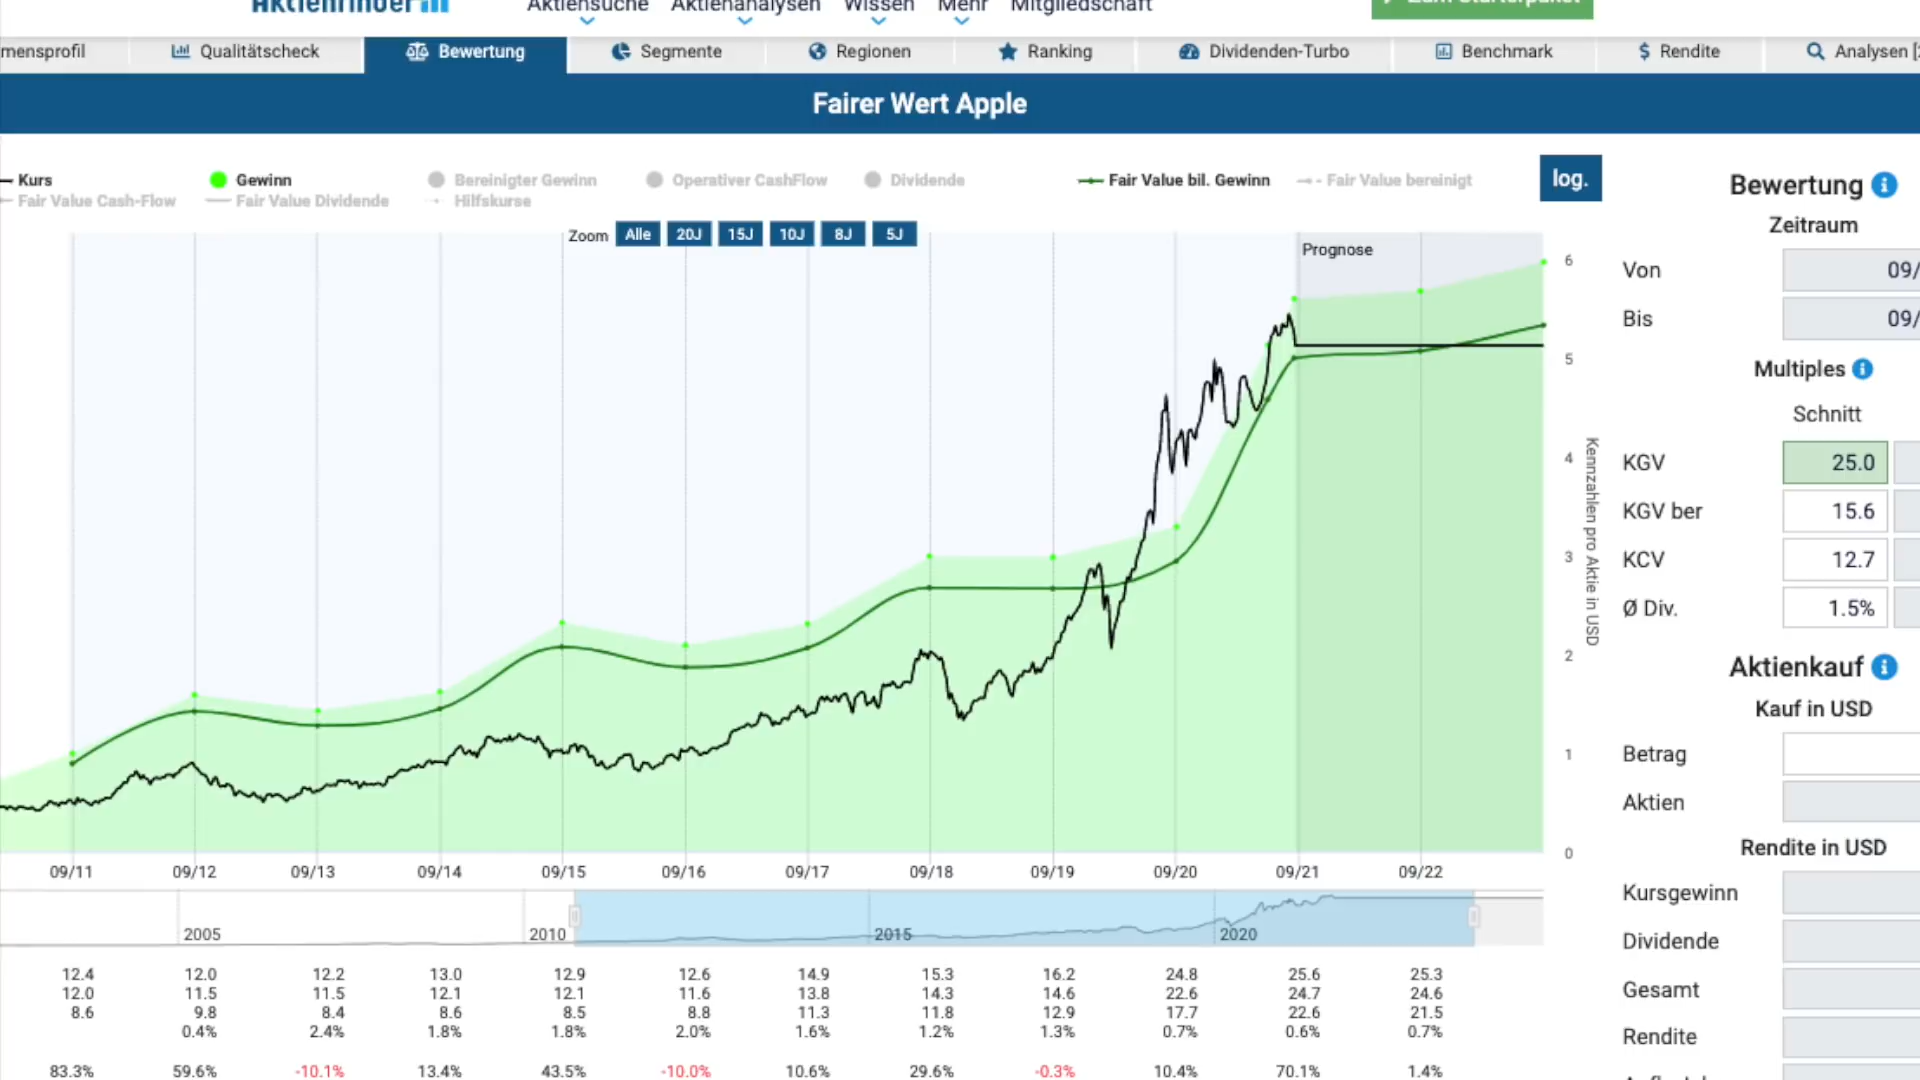 Aktienfinder
Aktiensuche Aktienanalysen Wissen Mehr Mitgliedschaft
Zum Starterpaket
mensprofil Qualitätscheck Bewertung Segmente Regionen Ranking Dividenden-Turbo Benchmark $ Rendite Analysen [2
Fairer Wert Apple
Kurs Gewinn Bereinigter Gewinn Operativer CashFlow Dividende Fair Value bil. Gewinn Fair Value bereinigt
Fair Value Cash-Flow Fair Value Dividende Hilfskurse
log.
Zoom Alle 20J 15J 10J 8J 5J
Prognose
6
5
4
3
2
1
0
Kennzahlen pro Aktie in USD
09/11 09/12 09/13 09/14 09/15 09/16 09/17 09/18 09/19 09/20 09/21 09/22
2005 2010 2015 2020
12.4 12.0 12.2 13.0 12.9 12.6 14.9 15.3 16.2 24.8 25.6 25.3
12.0 11.5 11.5 12.1 12.1 11.6 13.8 14.3 14.6 22.6 24.7 24.6
8.6 9.8 8.4 8.6 8.5 8.8 11.3 11.8 12.9 17.7 22.6 21.5
0.4% 2.4% 1.8% 1.8% 2.0% 1.6% 1.2% 1.3% 0.7% 0.6% 0.7%
83.3% 59.6% -10.1% 13.4% 43.5% -10.0% 10.6% 29.6% -0.3% 10.4% 70.1% 1.4%
Bewertung
Zeitraum
Von 09/
Bis 09/
Multiples
Schnitt
KGV 25.0
KGV ber 15.6
KCV 12.7
Ø Div. 1.5%
Aktienkauf
Kauf in USD
Betrag
Aktien
Rendite in USD
Kursgewinn
Dividende
Gesamt
Rendite